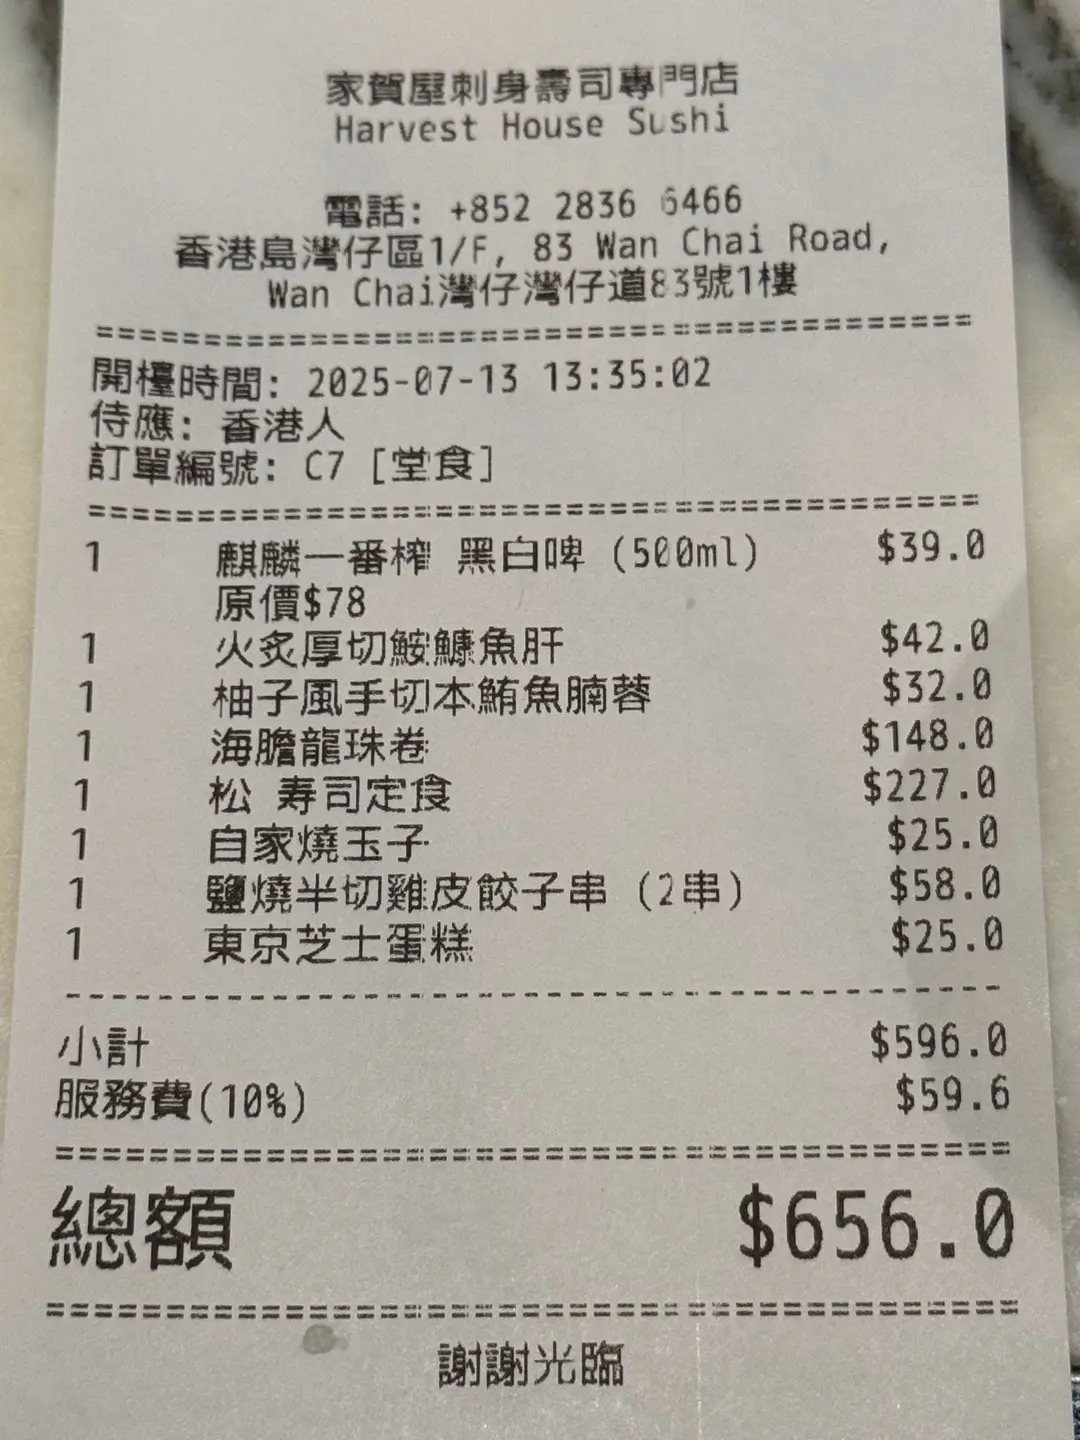 家賀屋刺身壽司專門店
Harvest House Sushi
電話: +852 2836 6466
香港島灣仔區1/F, 83 Wan Chai Road,
Wan Chai灣仔灣仔道83號1樓
========================================
開檯時間: 2025-07-13 13:35:02
侍應: 香港人
訂單編號: C7 [堂食]
========================================
1 麒麟一番榨 黑白啤 (500ml) $39.0
原價$78
1 火炙厚切鮟鱇魚肝 $42.0
1 柚子風手切本鮪魚腩蓉 $32.0
1 海膽龍珠卷 $148.0
1 松 寿司定食 $227.0
1 自家燒玉子 $25.0
1 鹽燒半切雞皮餃子串 (2串) $58.0
1 東京芝士蛋糕 $25.0
----------------------------------------
小計 $596.0
服務費(10%) $59.6
========================================
總額 $656.0
========================================
謝謝光臨